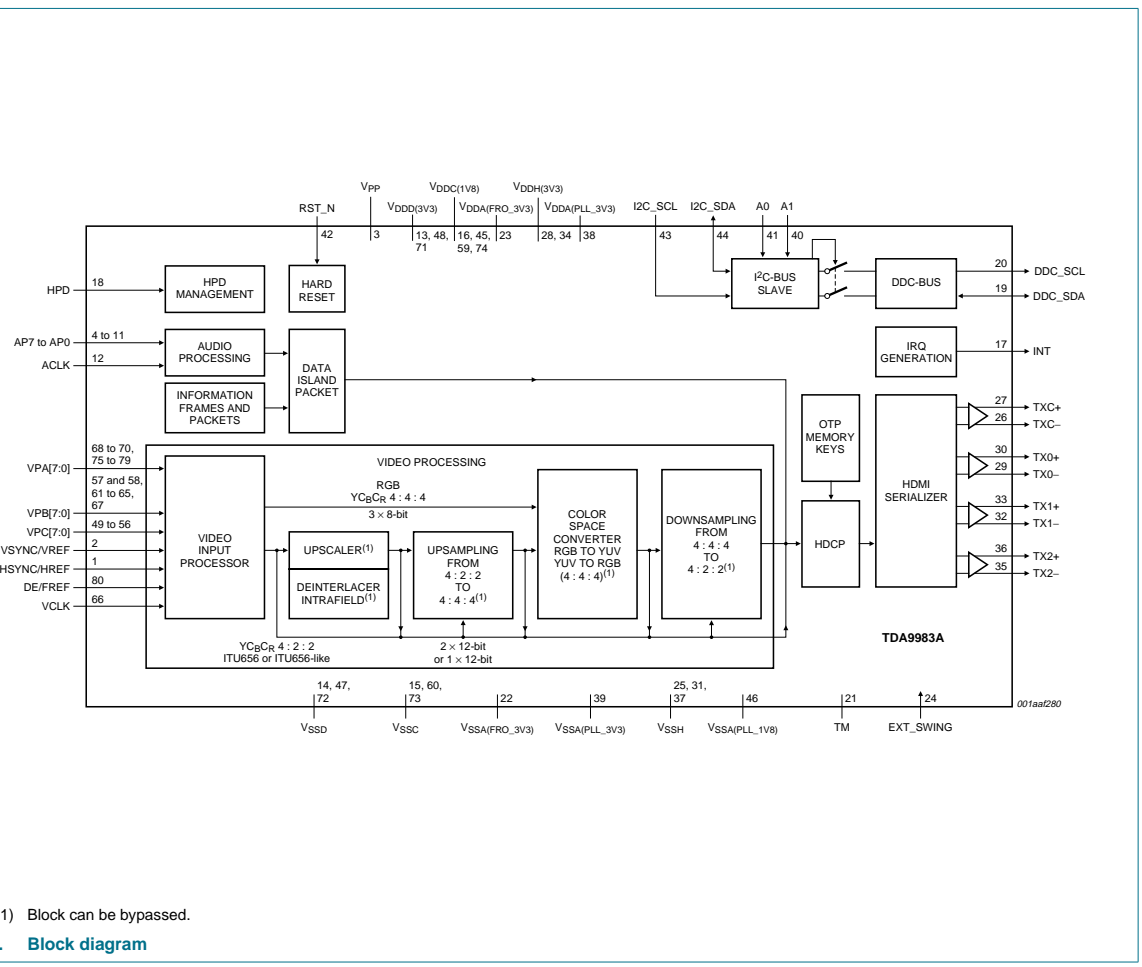 VPP
VDDC(1V8)
VDDH(3V3)
RST_N
VDDD(3V3)
VDDA(FRO_3V3)
VDDA(PLL_3V3)
I2C_SCL
I2C_SDA
A0
A1
42
3
13, 48,
71
16, 45,
59, 74
23
28, 34
38
43
44
41
40
HPD
18
HPD
MANAGEMENT
HARD
RESET
I2C-BUS
SLAVE
DDC-BUS
20
DDC_SCL
19
DDC_SDA
AP7 to AP0
4 to 11
ACLK
12
AUDIO
PROCESSING
DATA
ISLAND
PACKET
IRQ
GENERATION
17
INT
INFORMATION
FRAMES AND
PACKETS
OTP
MEMORY
KEYS
HDMI
SERIALIZER
27
TXC+
26
TXC−
30
TX0+
29
TX0−
33
TX1+
32
TX1−
36
TX2+
35
TX2−
VPA[7:0]
68 to 70,
75 to 79
VPB[7:0]
57 and 58,
61 to 65,
67
VPC[7:0]
49 to 56
VSYNC/VREF
2
HSYNC/HREF
1
DE/FREF
80
VCLK
66
VIDEO PROCESSING
VIDEO
INPUT
PROCESSOR
RGB
YCBCR 4 : 4 : 4
3 × 8-bit
UPSCALER(1)
DEINTERLACER
INTRAFIELD(1)
UPSAMPLING
FROM
4 : 2 : 2
TO
4 : 4 : 4(1)
COLOR
SPACE
CONVERTER
RGB TO YUV
YUV TO RGB
(4 : 4 : 4)(1)
DOWNSAMPLING
FROM
4 : 4 : 4
TO
4 : 2 : 2(1)
HDCP
YCBCR 4 : 2 : 2
ITU656 or ITU656-like
2 × 12-bit
or 1 × 12-bit
TDA9983A
14, 47,
72
15, 60,
73
22
39
25, 31,
37
46
21
24
001aaf280
VSSD
VSSC
VSSA(FRO_3V3)
VSSA(PLL_3V3)
VSSH
VSSA(PLL_1V8)
TM
EXT_SWING
1) Block can be bypassed.
. Block diagram